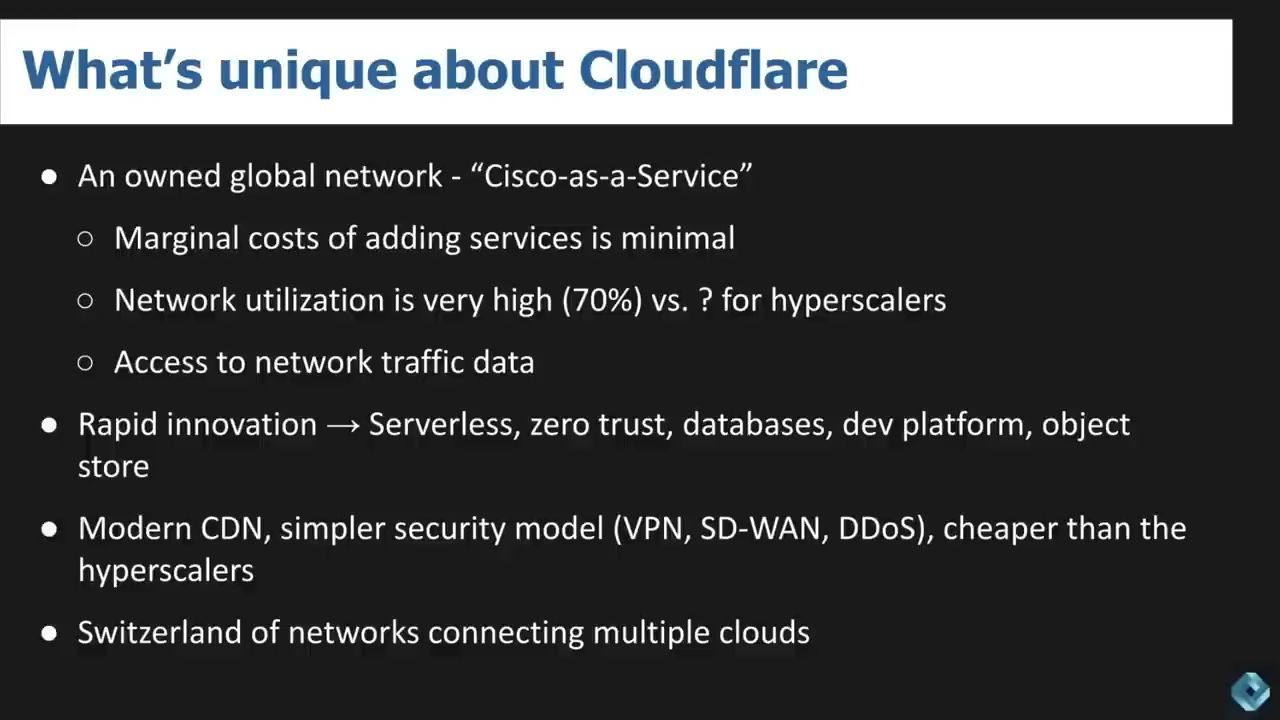 What’s unique about Cloudflare
● An owned global network - “Cisco-as-a-Service”
○ Marginal costs of adding services is minimal
○ Network utilization is very high (70%) vs. ? for hyperscalers
○ Access to network traffic data
● Rapid innovation → Serverless, zero trust, databases, dev platform, object
store
● Modern CDN, simpler security model (VPN, SD-WAN, DDoS), cheaper than the
hyperscalers
● Switzerland of networks connecting multiple clouds